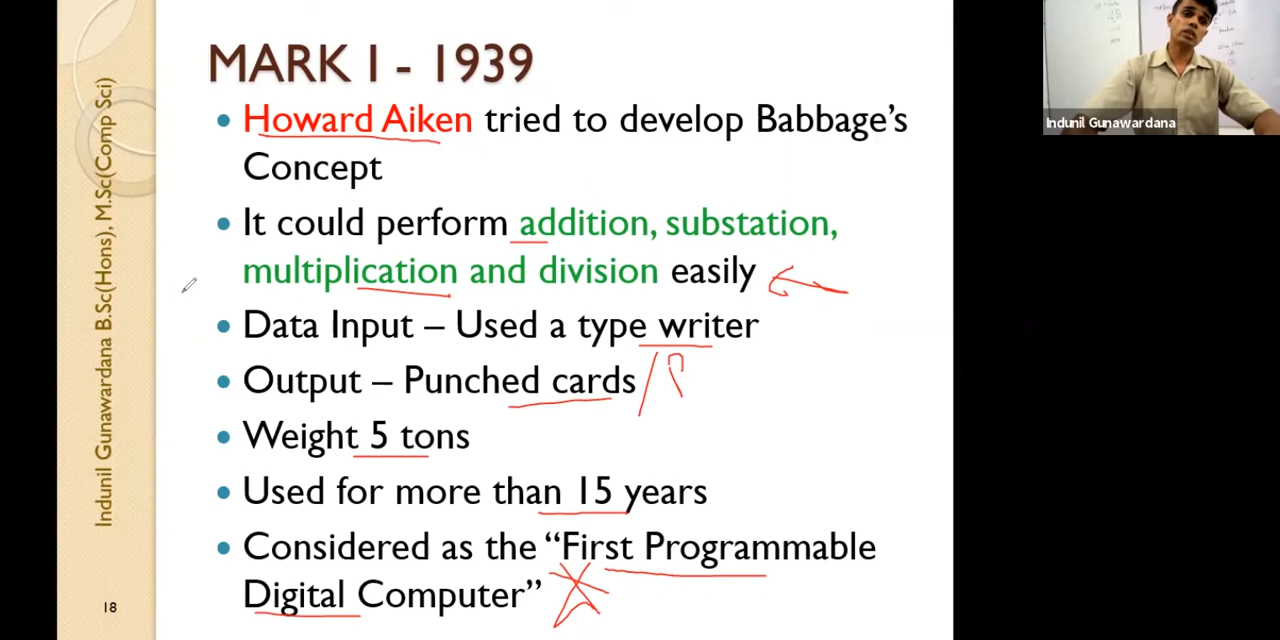 MARK I - 1939
Howard Aiken tried to develop Babbage's
Concept
It could perform addition, substation,
multiplication and division easily
Data Input – Used a type writer
Output – Punched cards
Weight 5 tons
Used for more than 15 years
Considered as the “First Programmable
Digital Computer”
18
Indunil Gunawardana B.Sc(Hons), M.Sc(Comp Sci)
Indunil Gunawardana